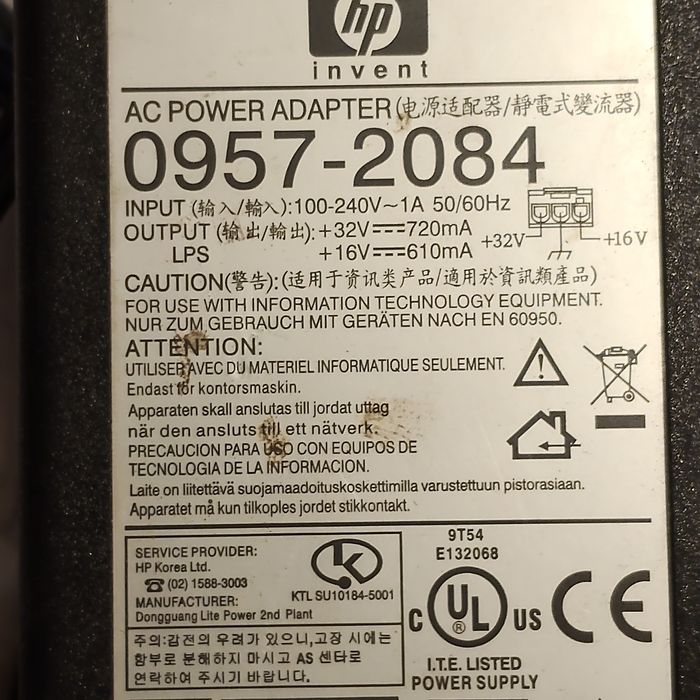 hp
invent
AC POWER ADAPTER (电源适配器/靜電式變流器)
0957-2084
INPUT (输入/輸入):100-240V~1A 50/60Hz
OUTPUT (输出/輸出):+32V⎓720mA
LPS +16V⎓610mA
+32V +16V
CAUTION(警告):(适用于资讯类产品/適用於資訊類產品)
FOR USE WITH INFORMATION TECHNOLOGY EQUIPMENT.
NUR ZUM GEBRAUCH MIT GERÄTEN NACH EN 60950.
ATTENTION:
UTILISER AVEC DU MATERIEL INFORMATIQUE SEULEMENT.
Endast för kontorsmaskin.
Apparaten skall anslutas till jordat uttag
när den ansluts till ett nätverk.
PRECAUCION PARA USO CON EQUIPOS DE
TECNOLOGIA DE LA INFORMACION.
Laite on liitettävä suojamaadoituskoskettimilla varustettuun pistorasiaan.
Apparatet må kun tilkoples jordet stikkontakt.
SERVICE PROVIDER:
HP Korea Ltd.
☎(02) 1588-3003
MANUFACTURER:
Dongguang Lite Power 2nd Plant
K
KTL SU10184-5001
주의:감전의 우려가 있으니,고장 시에는
함부로 분해하지 마시고 AS 센타로
연락하여 주시기 바랍니다.
9T54
E132068
C UL ® US CE
I.T.E. LISTED
POWER SUPPLY